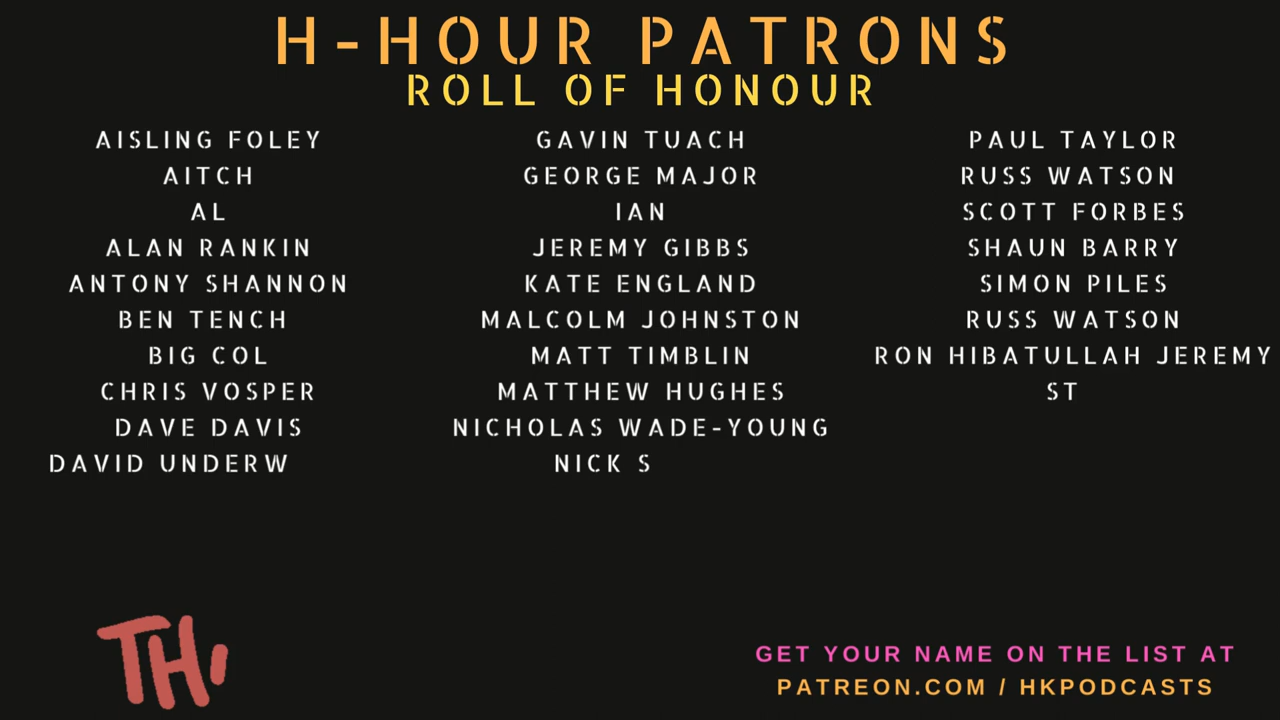 H-HOUR PATRONS
ROLL OF HONOUR
AISLING FOLEY
AITCH
AL
ALAN RANKIN
ANTONY SHANNON
BEN TENCH
BIG COL
CHRIS VOSPER
DAVE DAVIS
DAVID UNDERW
GAVIN TUACH
GEORGE MAJOR
IAN
JEREMY GIBBS
KATE ENGLAND
MALCOLM JOHNSTON
MATT TIMBLIN
MATTHEW HUGHES
NICHOLAS WADE-YOUNG
NICK S
PAUL TAYLOR
RUSS WATSON
SCOTT FORBES
SHAUN BARRY
SIMON PILES
RUSS WATSON
RON HIBATULLAH JEREMY
ST
TH
GET YOUR NAME ON THE LIST AT
PATREON.COM / HKPODCASTS